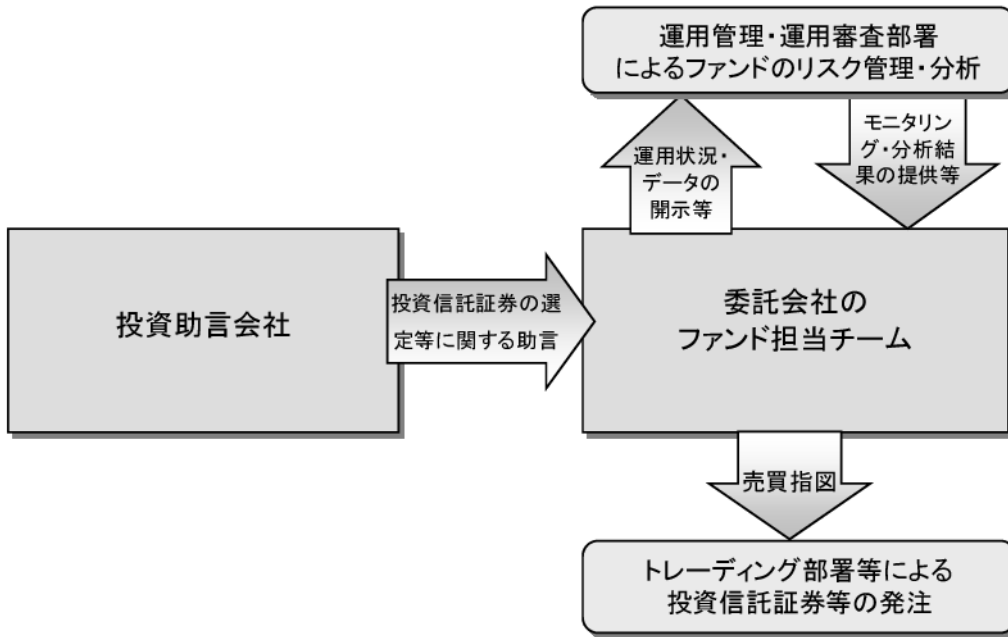 運用管理・運用審査部署
によるファンドのリスク管理・分析
運用状況・
データの
開示等
モニタリン
グ・分析結
果の提供等
投資助言会社
投資信託証券の選
定等に関する助言
委託会社の
ファンド担当チーム
売買指図
トレーディング部署等による
投資信託証券等の発注